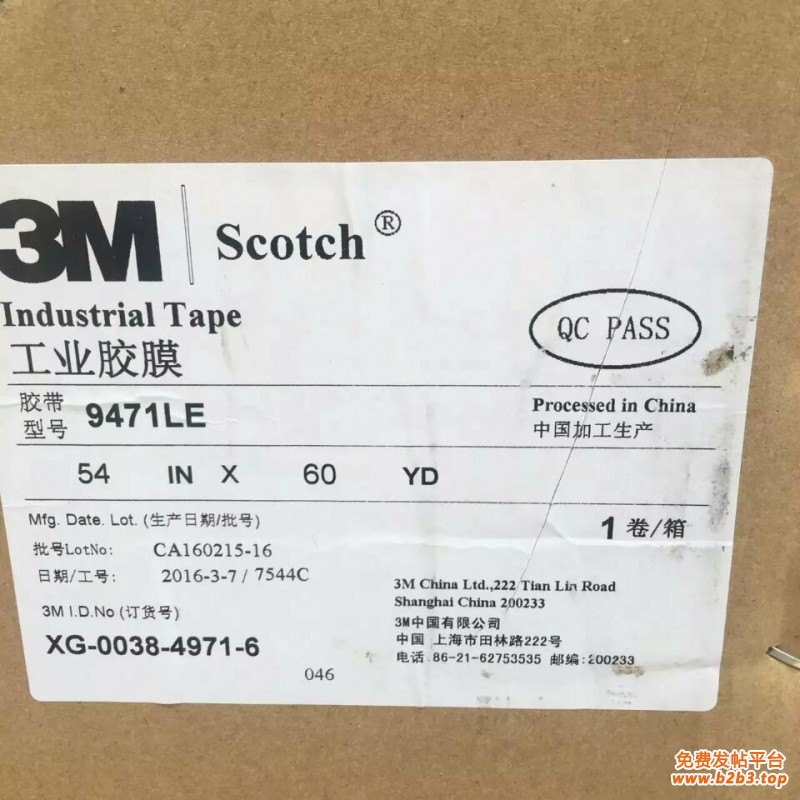 3M Scotch®
Industrial Tape
工业胶膜
QC PASS
胶带
型号 9471LE
Processed in China
中国加工生产
54 IN X 60 YD
Mfg. Date. Lot. (生产日期/批号)
1 卷/箱
批号LotNo: CA160215-16
日期/工号: 2016-3-7 / 7544C
3M I.D.No (订货号)
XG-0038-4971-6
046
3M China Ltd.,222 Tian Lin Road
Shanghai China 200233
3M中国有限公司
中国 上海市田林路222号
电话.86-21-62753535 邮编:200233
免费发帖平台
www.b2b3.top